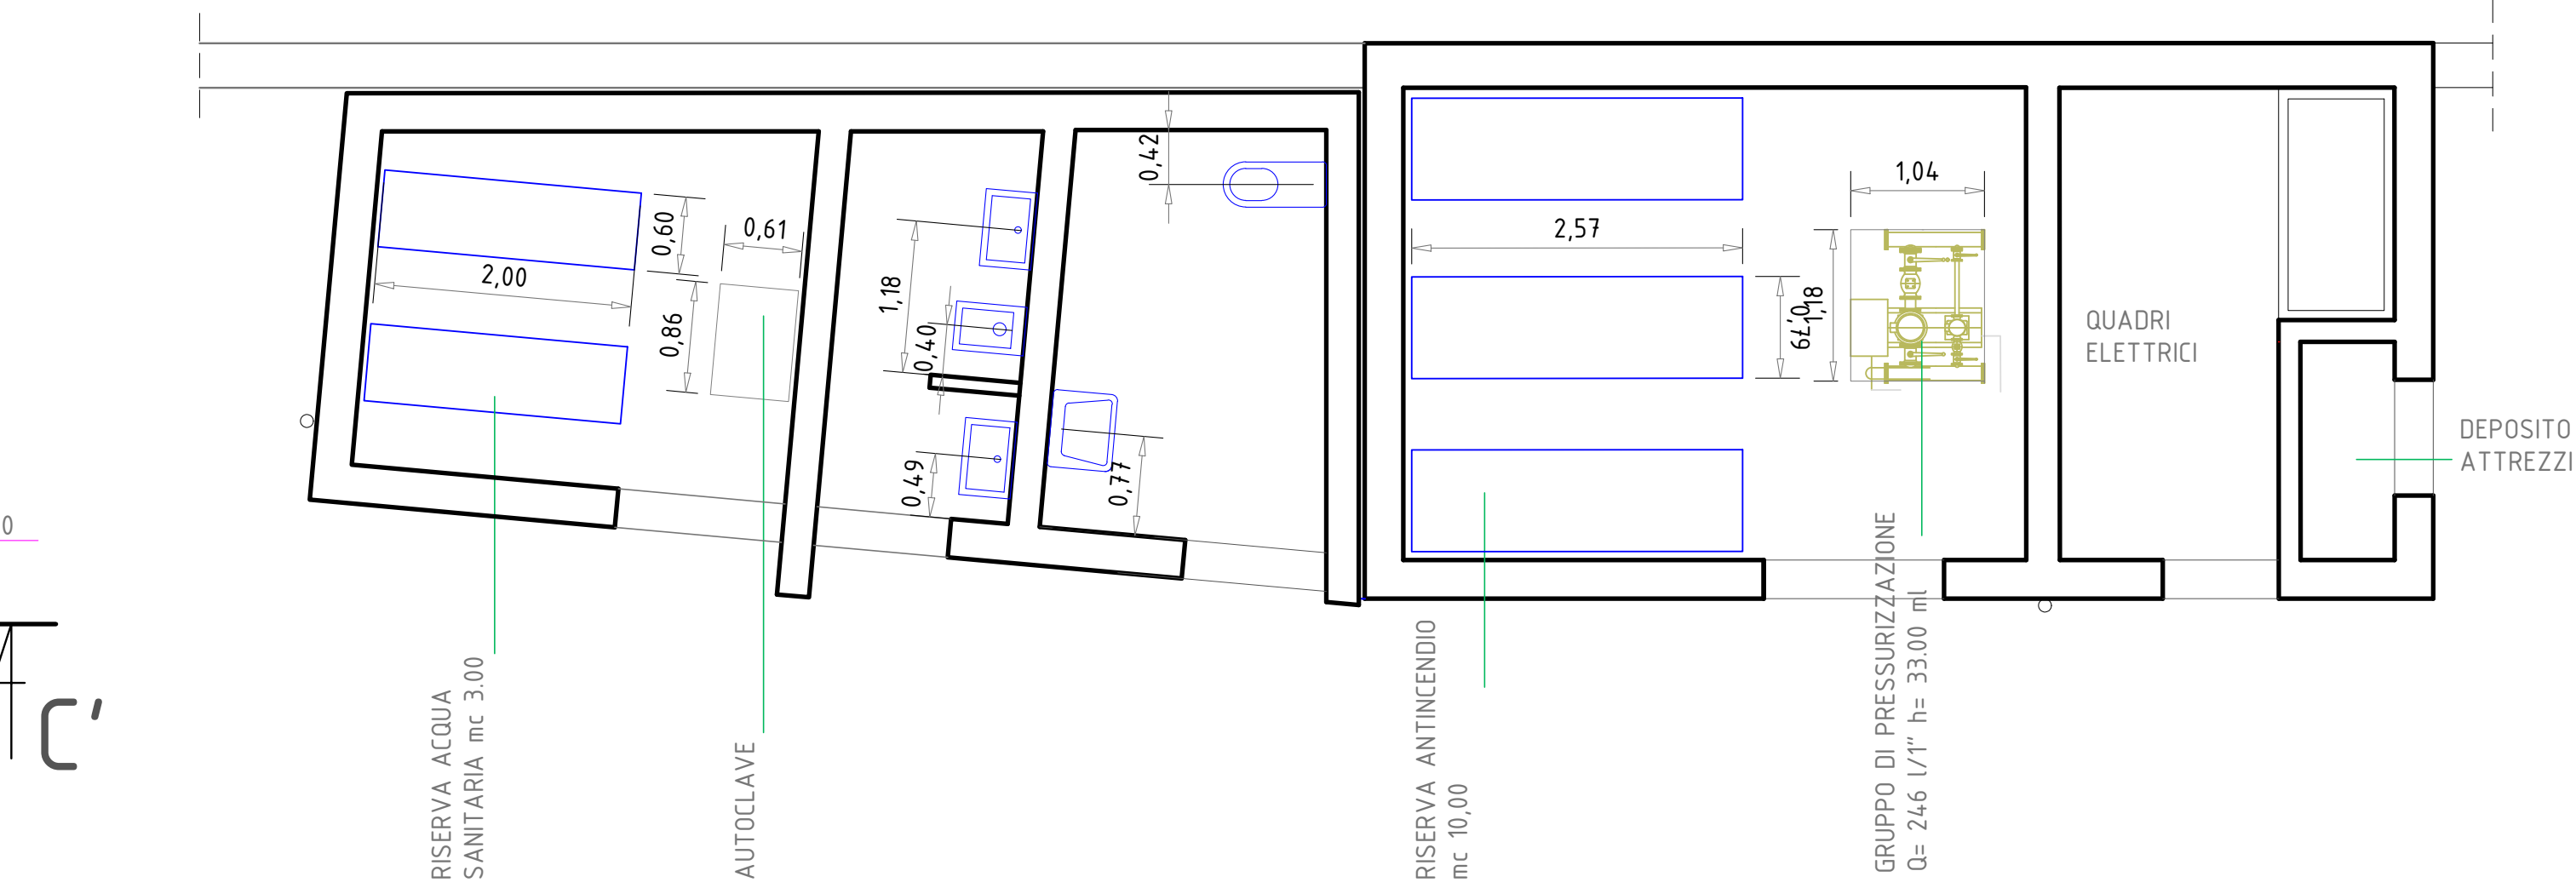 0,42
1,04
0,60
0,61
2,57
2,00
1,18
0,86
0,40
0,79
1,18
QUADRI
ELETTRICI
0,49
0,77
DEPOSITO
ATTREZZI
0
C'
RISERVA ACQUA
SANITARIA mc 3.00
AUTOCLAVE
RISERVA ANTINCENDIO
mc 10,00
GRUPPO DI PRESSURIZZAZIONE
Q= 246 l/1" h= 33.00 ml